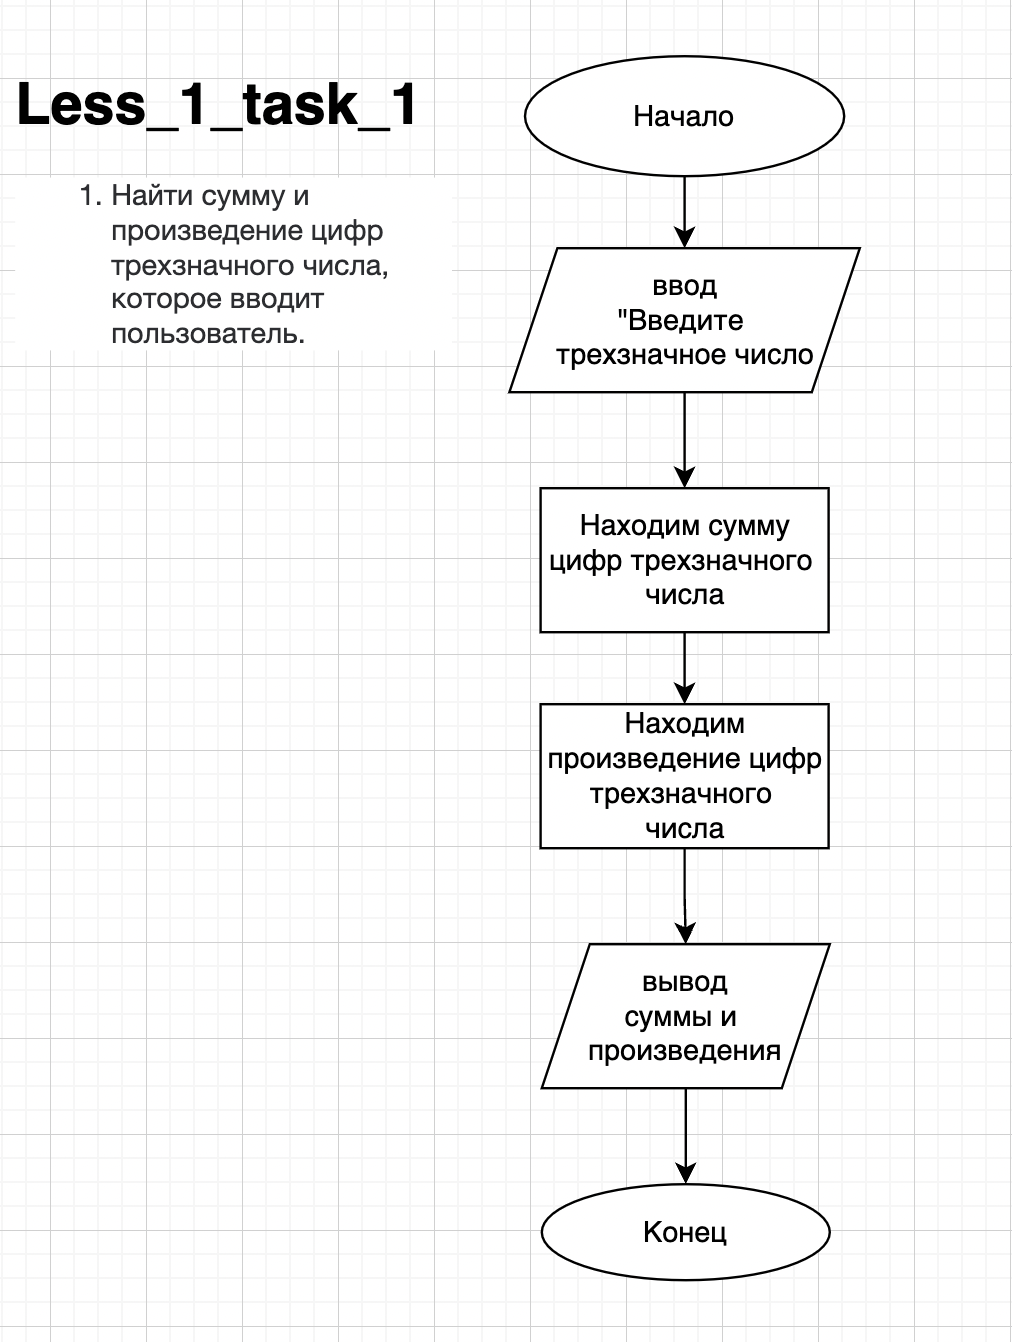 Less_1_task_1
1. Найти сумму и
произведение цифр
трехзначного числа,
которое вводит
пользователь.
Начало
ввод
"Введите
трехзначное число
Находим сумму
цифр трехзначного
числа
Находим
произведение цифр
трехзначного
числа
вывод
суммы и
произведения
Конец